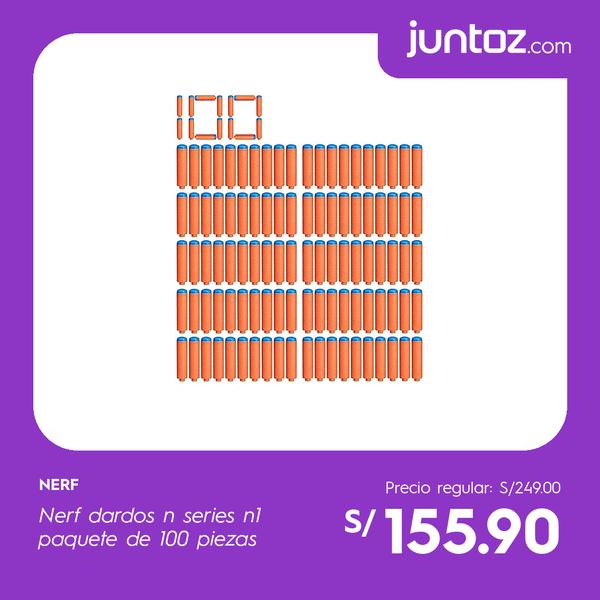 juntoz.com
100
NERF
Nerf dardos n series n1
paquete de 100 piezas
Precio regular: S/249.00
S/ 155.90